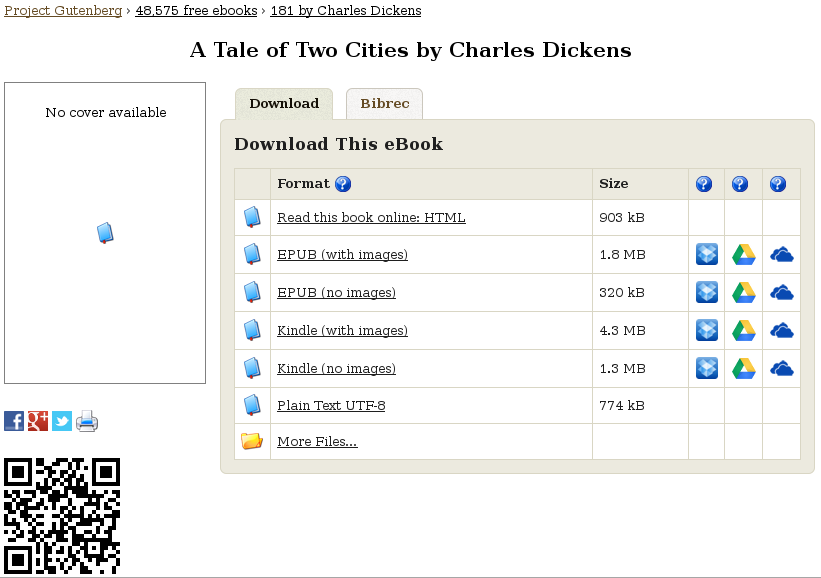 Project Gutenberg › 48,575 free ebooks › 181 by Charles Dickens
A Tale of Two Cities by Charles Dickens
No cover available
Download Bibrec
Download This eBook
Format ? Size ? ? ?
Read this book online: HTML 903 kB
EPUB (with images) 1.8 MB
EPUB (no images) 320 kB
Kindle (with images) 4.3 MB
Kindle (no images) 1.3 MB
Plain Text UTF-8 774 kB
More Files...
f g+